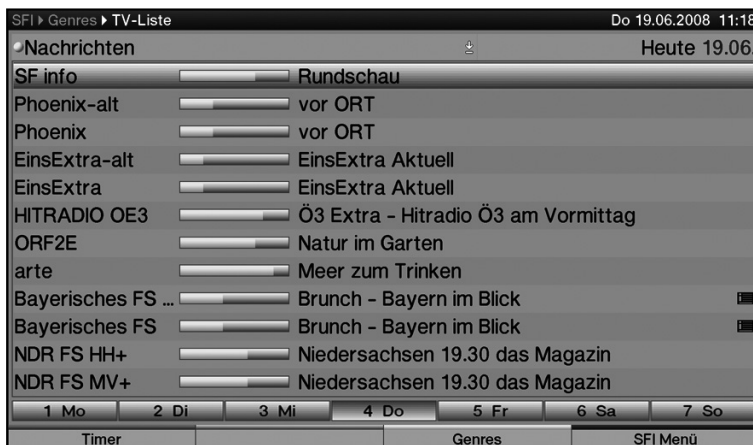 SFI Genres TV-Liste Do 19.06.2008 11:18
Nachrichten Heute 19.06.
SF info Rundschau
Phoenix-alt vor ORT
Phoenix vor ORT
EinsExtra-alt EinsExtra Aktuell
EinsExtra EinsExtra Aktuell
HITRADIO OE3 Ö3 Extra - Hitradio Ö3 am Vormittag
ORF2E Natur im Garten
arte Meer zum Trinken
Bayerisches FS ... Brunch - Bayern im Blick
Bayerisches FS Brunch - Bayern im Blick
NDR FS HH+ Niedersachsen 19.30 das Magazin
NDR FS MV+ Niedersachsen 19.30 das Magazin
1 Mo 2 Di 3 Mi 4 Do 5 Fr 6 Sa 7 So
Timer Genres SFI Menü